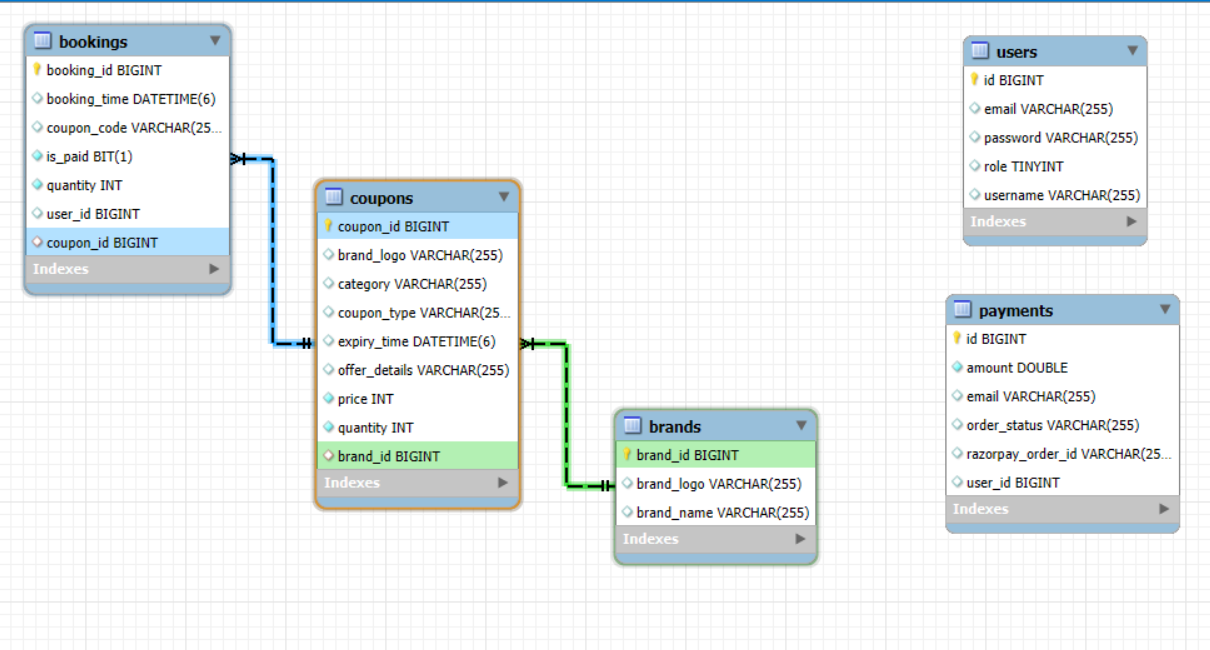 bookings
booking_id BIGINT
booking_time DATETIME(6)
coupon_code VARCHAR(25...
is_paid BIT(1)
quantity INT
user_id BIGINT
coupon_id BIGINT
Indexes
coupons
coupon_id BIGINT
brand_logo VARCHAR(255)
category VARCHAR(255)
coupon_type VARCHAR(25...
expiry_time DATETIME(6)
offer_details VARCHAR(255)
price INT
quantity INT
brand_id BIGINT
Indexes
brands
brand_id BIGINT
brand_logo VARCHAR(255)
brand_name VARCHAR(255)
Indexes
users
id BIGINT
email VARCHAR(255)
password VARCHAR(255)
role TINYINT
username VARCHAR(255)
Indexes
payments
id BIGINT
amount DOUBLE
email VARCHAR(255)
order_status VARCHAR(255)
razorpay_order_id VARCHAR(25...
user_id BIGINT
Indexes